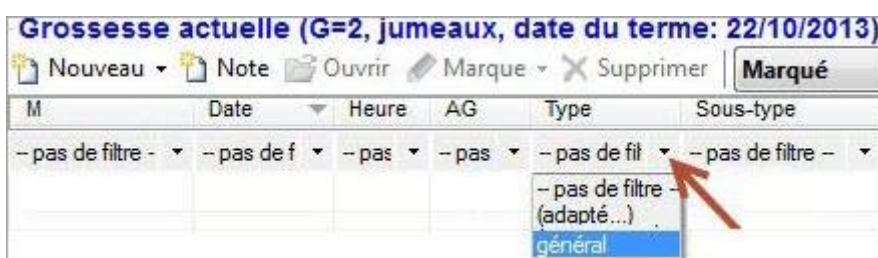 Grossesse actuelle (G=2, jumeaux, date du terme: 22/10/2013)
Nouveau Note Ouvrir Marque Supprimer Marqué
M Date Heure AG Type Sous-type
-- pas de filtre - -- pas de f -- pas -- pas -- pas de fil -- pas de filtre --
-- pas de filtre --
(adapté...)
général